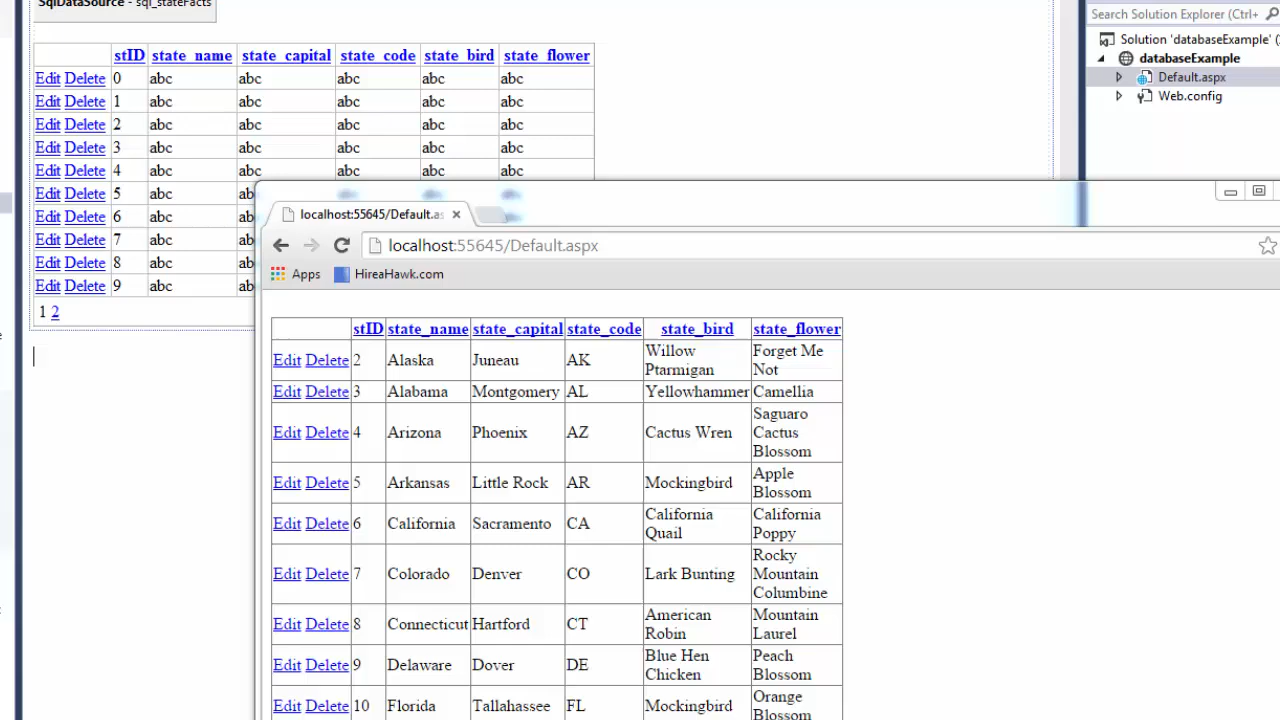 SqlDataSource - sql_stateFacts
stID state_name state_capital state_code state_bird state_flower
Edit Delete 0 abc abc abc abc abc
Edit Delete 1 abc abc abc abc abc
Edit Delete 2 abc abc abc abc abc
Edit Delete 3 abc abc abc abc abc
Edit Delete 4 abc abc abc abc abc
Edit Delete 5 abc
Edit Delete 6 abc
Edit Delete 7 abc
Edit Delete 8 abc
Edit Delete 9 abc
1 2
Search Solution Explorer (Ctrl+
Solution 'databaseExample' (
databaseExample
Default.aspx
Web.config
localhost:55645/Default.as
localhost:55645/Default.aspx
Apps HireaHawk.com
stID state_name state_capital state_code state_bird state_flower
Edit Delete 2 Alaska Juneau AK Willow Ptarmigan Forget Me Not
Edit Delete 3 Alabama Montgomery AL Yellowhammer Camellia
Edit Delete 4 Arizona Phoenix AZ Cactus Wren Saguaro Cactus Blossom
Edit Delete 5 Arkansas Little Rock AR Mockingbird Apple Blossom
Edit Delete 6 California Sacramento CA California Quail California Poppy
Edit Delete 7 Colorado Denver CO Lark Bunting Rocky Mountain Columbine
Edit Delete 8 Connecticut Hartford CT American Robin Mountain Laurel
Edit Delete 9 Delaware Dover DE Blue Hen Chicken Peach Blossom
Edit Delete 10 Florida Tallahassee FL Mockingbird Orange Blossom